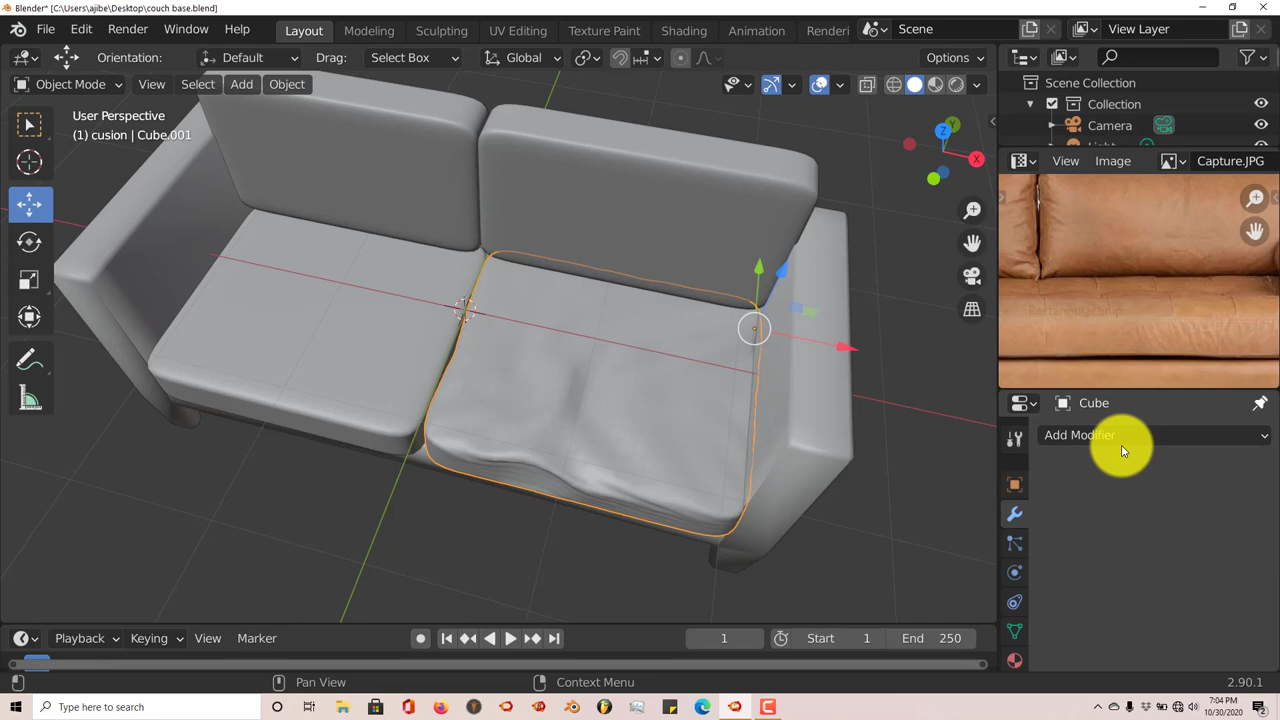 Blender* [C:\Users\ajibe\Desktop\couch base.blend]
File Edit Render Window Help Layout Modeling Sculpting UV Editing Texture Paint Shading Animation Renderi Scene View Layer
Orientation: Default Drag: Select Box Global Options
Object Mode View Select Add Object
Scene Collection
Collection
Camera
User Perspective
(1) cusion | Cube.001
Z Y X
View Image Capture.JPG
Cube
Add Modifier
Playback Keying View Marker 1 Start 1 End 250
Pan View Context Menu 2.90.1
Type here to search
7:04 PM
10/30/2020